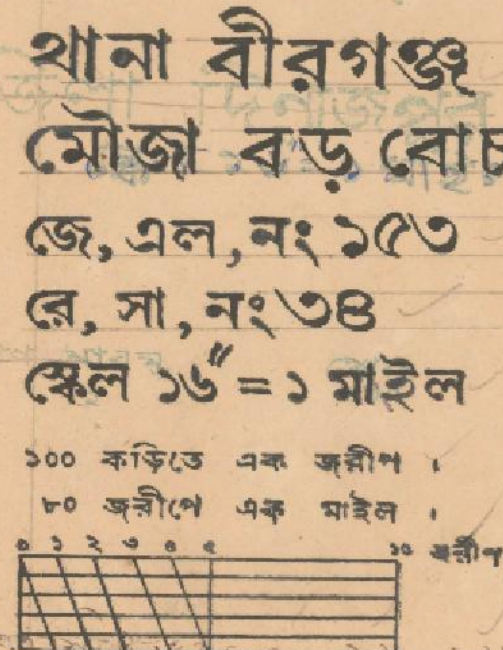 থানা বীরগঞ্জ
মৌজা বড় বোচ
জে, এল, নং ১৫৩
রে, সা, নং ৩৪
স্কেল ১৬" = ১ মাইল
১০০ কড়িতে এক জরীপ ।
৮০ জরীপে এক মাইল ।
০ ১ ২ ৩ ৪ ৫ ১০ জরীপ